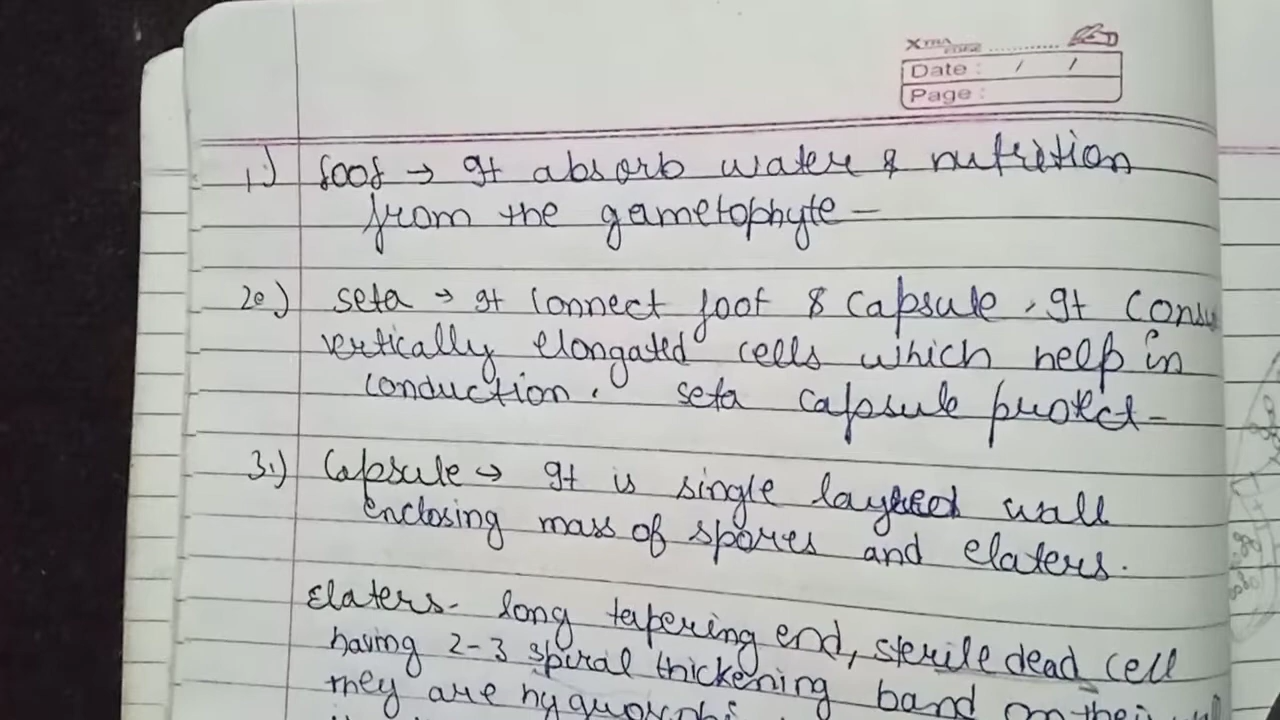 Date : / /
Page :
1.) foot → It absorb water & nutrition
from the gametophyte —
2.) seta → It connect foot & capsule. It
vertically elongated cells which help in
conduction. seta capsule protect —
3.) Capsule → It is single layered wall
enclosing mass of spores and elaters.
Elaters - long tapering end, sterile dead cell
having 2-3 spiral thickening band on their
they are